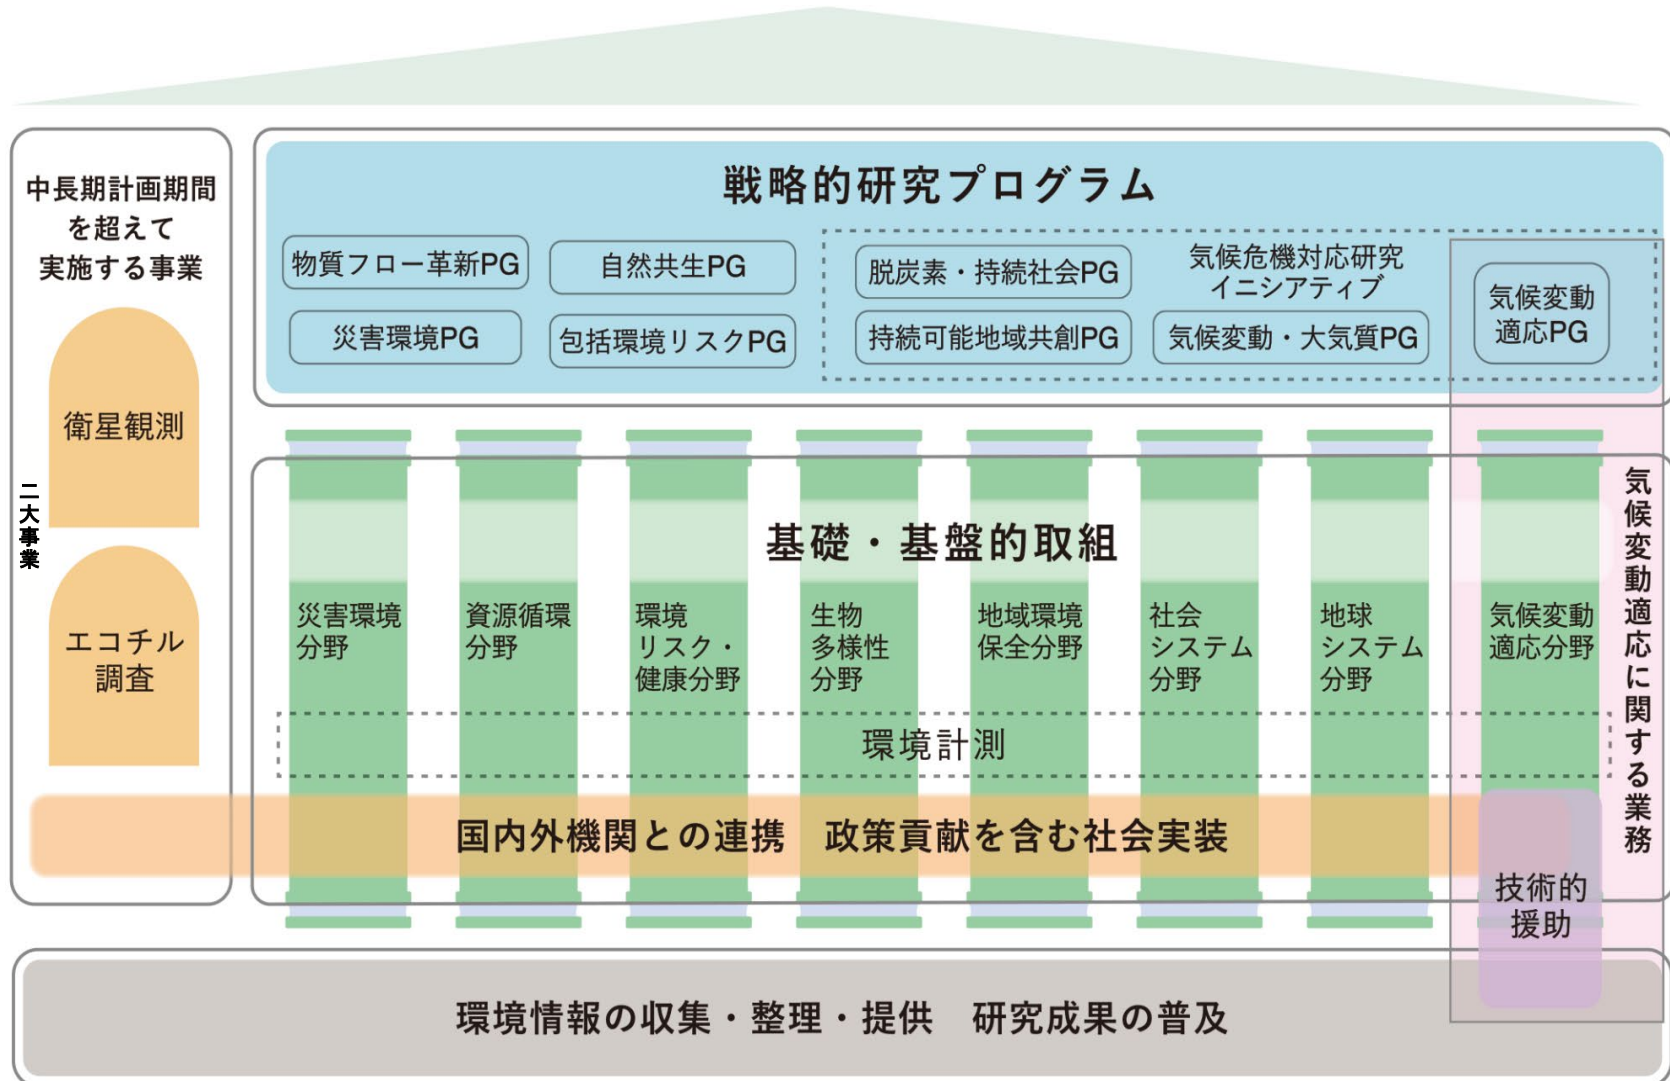 中長期計画期間
を超えて
実施する事業
二大事業
衛星観測
エコチル
調査
戦略的研究プログラム
物質フロー革新PG
自然共生PG
災害環境PG
包括環境リスクPG
脱炭素・持続社会PG
気候危機対応研究
イニシアティブ
持続可能地域共創PG
気候変動・大気質PG
気候変動
適応PG
基礎・基盤的取組
災害環境
分野
資源循環
分野
環境
リスク・
健康分野
生物
多様性
分野
地域環境
保全分野
社会
システム
分野
地球
システム
分野
気候変動
適応分野
気候変動適応に関する業務
環境計測
国内外機関との連携　政策貢献を含む社会実装
技術的
援助
環境情報の収集・整理・提供　研究成果の普及